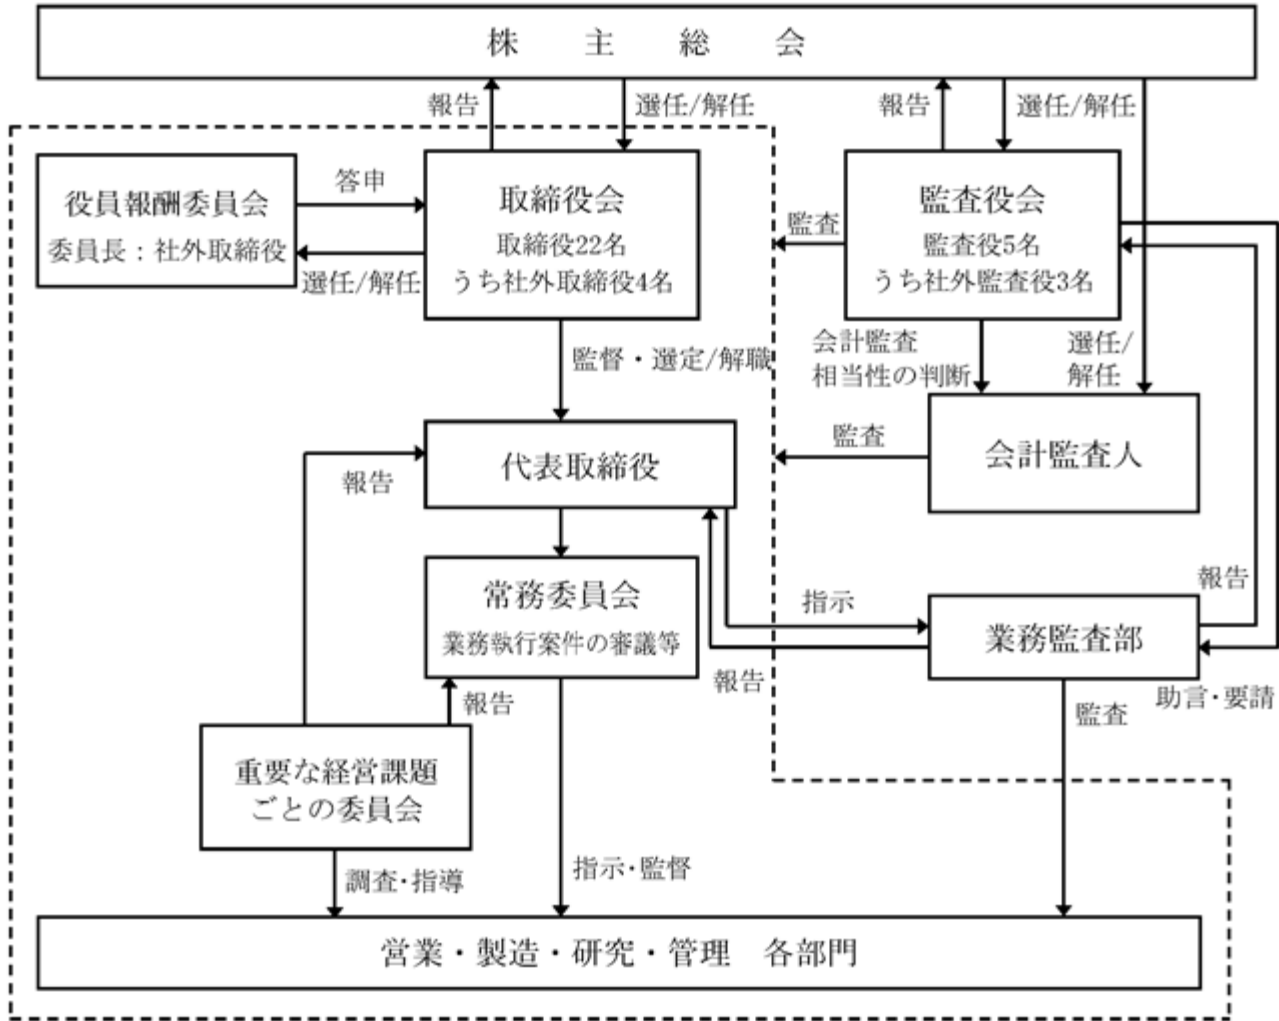 株主総会
報告
選任/解任
報告
選任/解任
役員報酬委員会
委員長：社外取締役
答申
選任/解任
取締役会
取締役22名
うち社外取締役4名
監査
監査役会
監査役5名
うち社外監査役3名
監督・選定/解職
会計監査
相当性の判断
選任/
解任
代表取締役
報告
監査
会計監査人
常務委員会
業務執行案件の審議等
指示
報告
業務監査部
報告
助言・要請
報告
監査
重要な経営課題
ごとの委員会
調査・指導
指示・監督
営業・製造・研究・管理　各部門